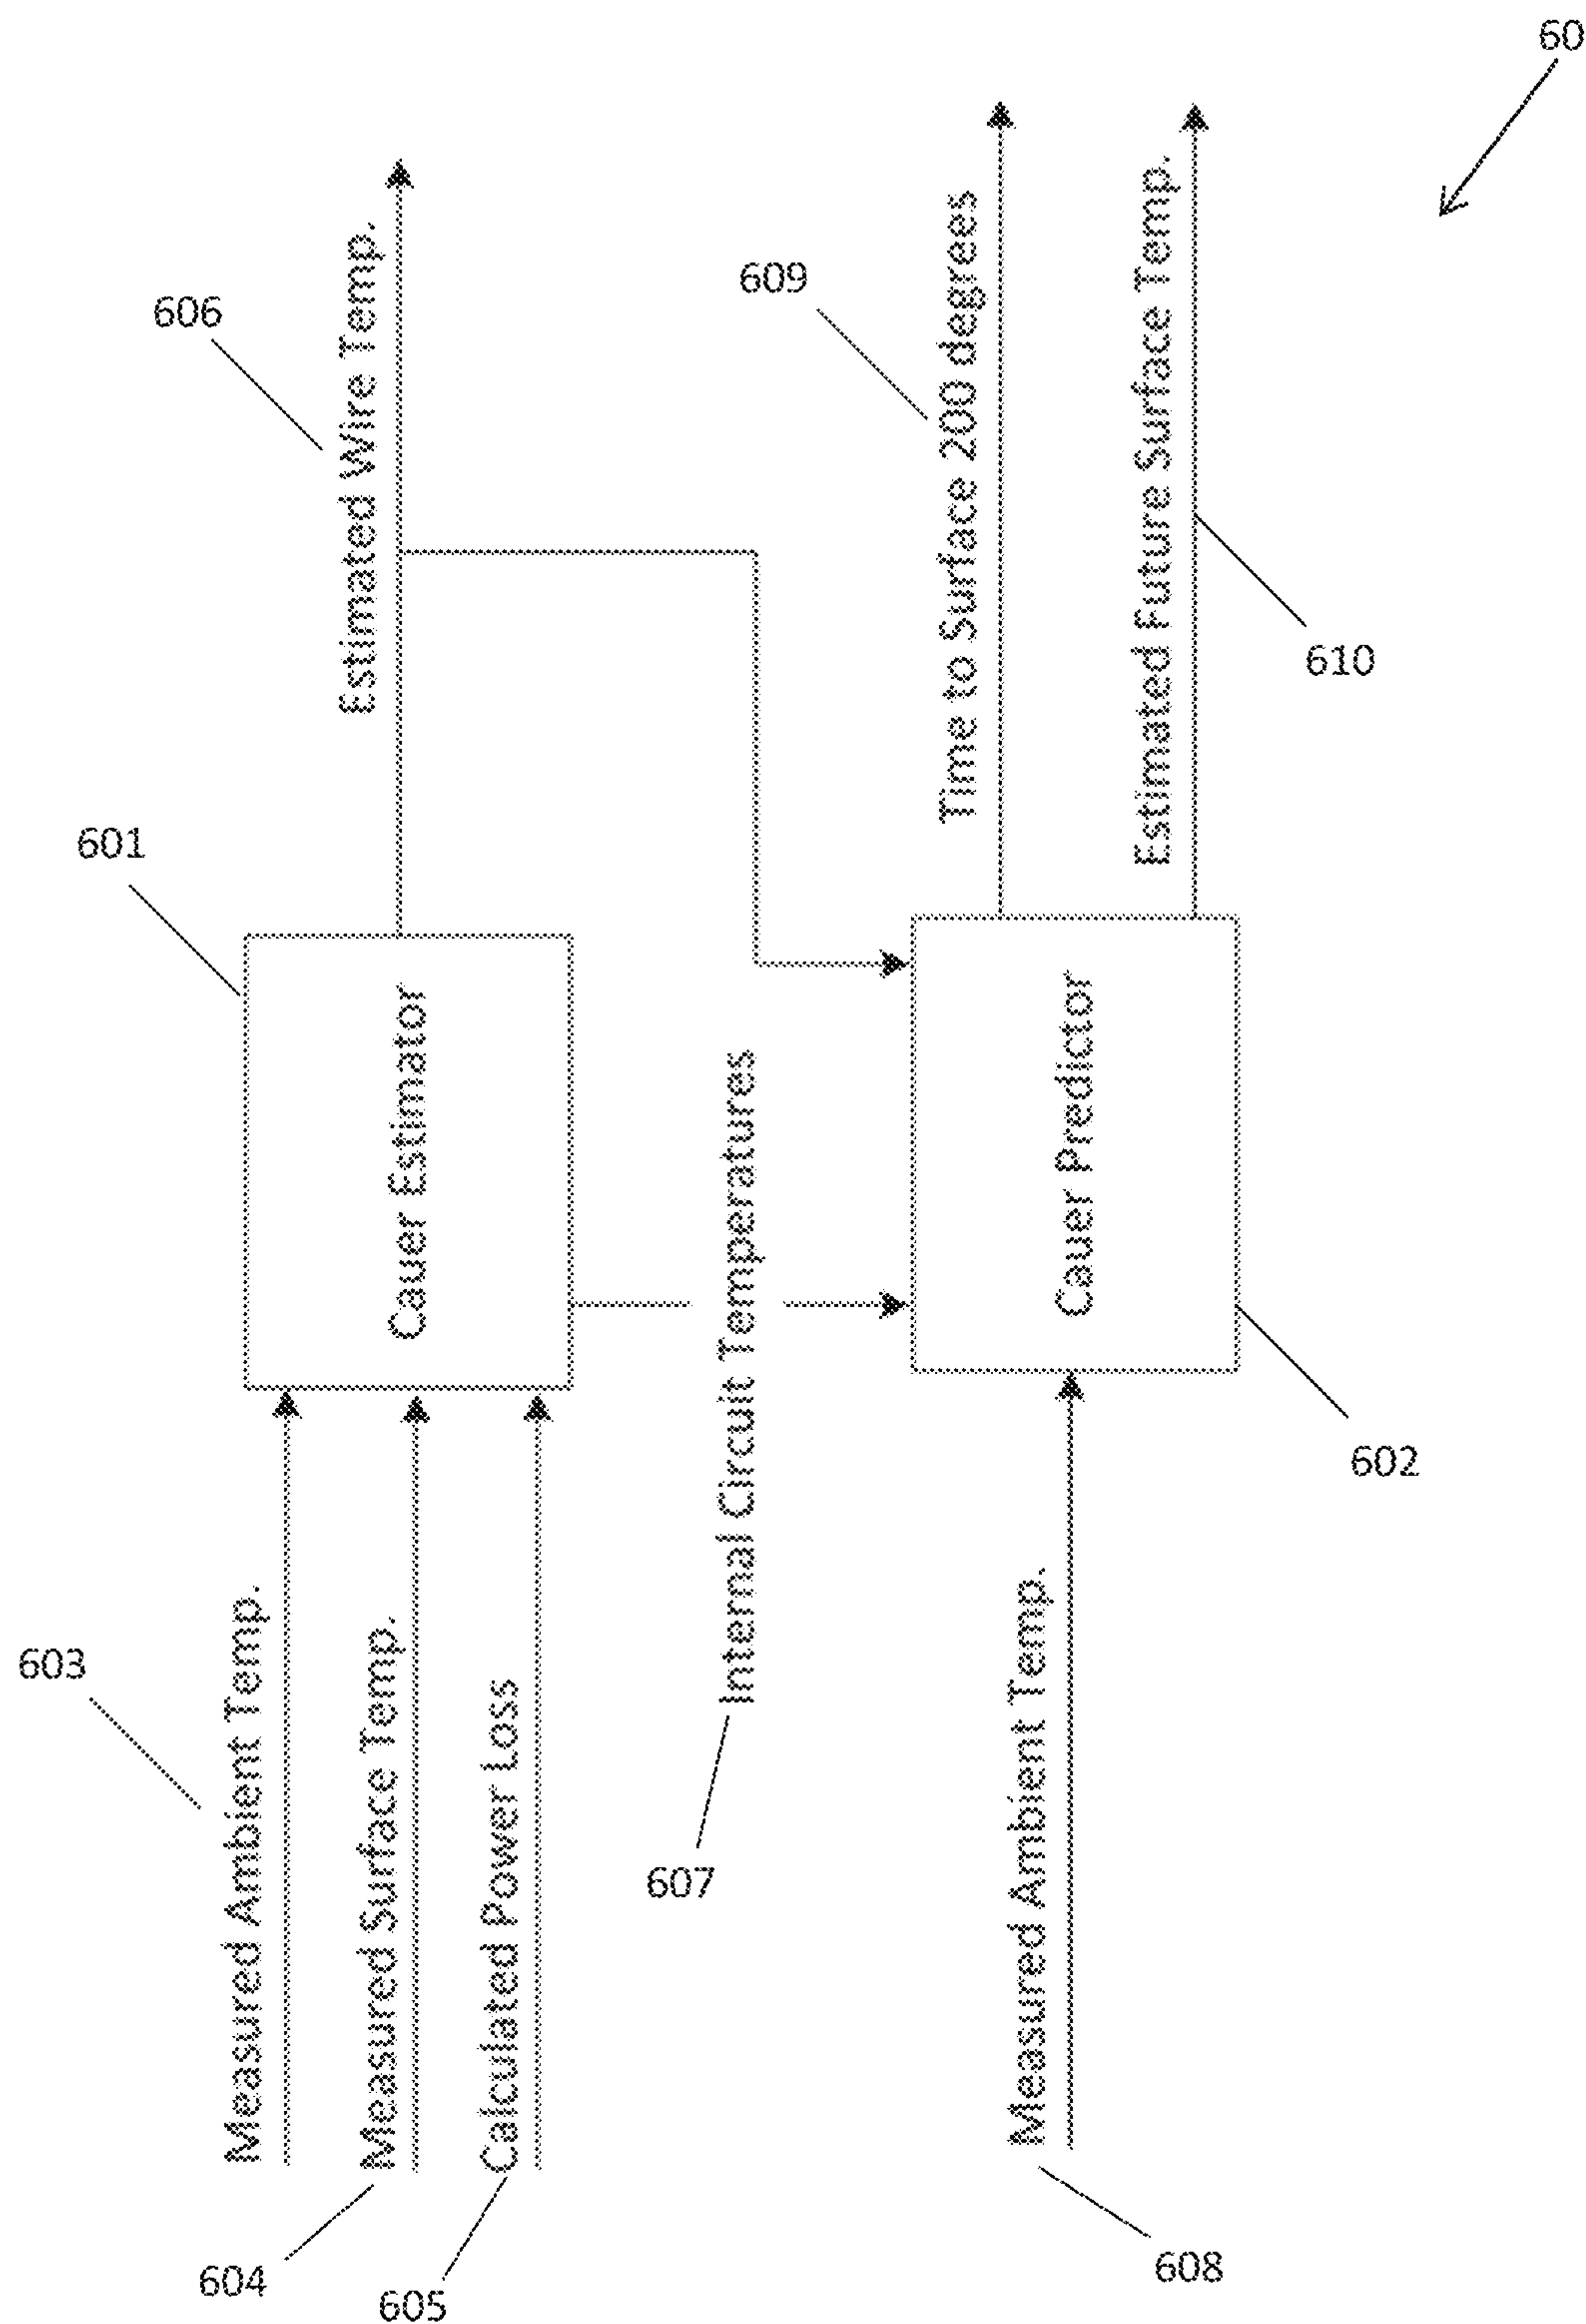 60
606
Estimated Wire Temp.
609
Time to Surface 200 degrees
Estimated Future Surface Temp.
610
601
Cauer Estimator
Internal Circuit Temperatures
607
Cauer Predictor
602
603
Measured Ambient Temp.
Measured Surface Temp.
604
Calculated Power Loss
605
Measured Ambient Temp.
608